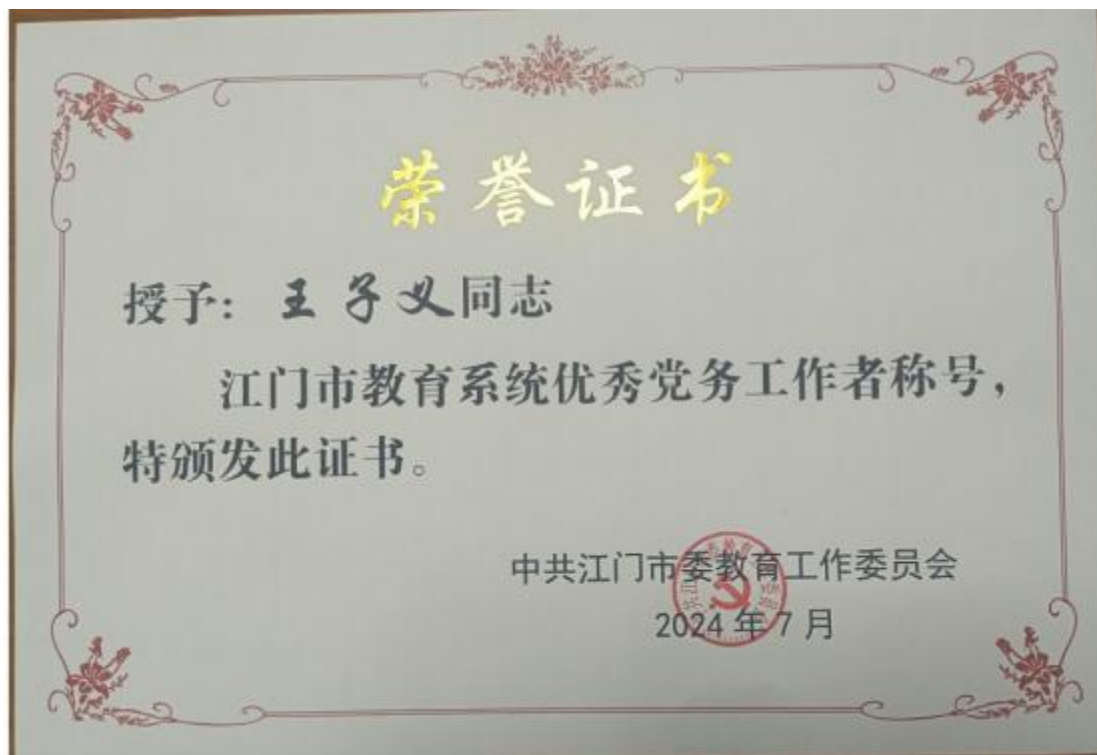 荣誉证书
授予：王子义同志
江门市教育系统优秀党务工作者称号，
特颁发此证书。
中共江门市委教育工作委员会
2024年7月